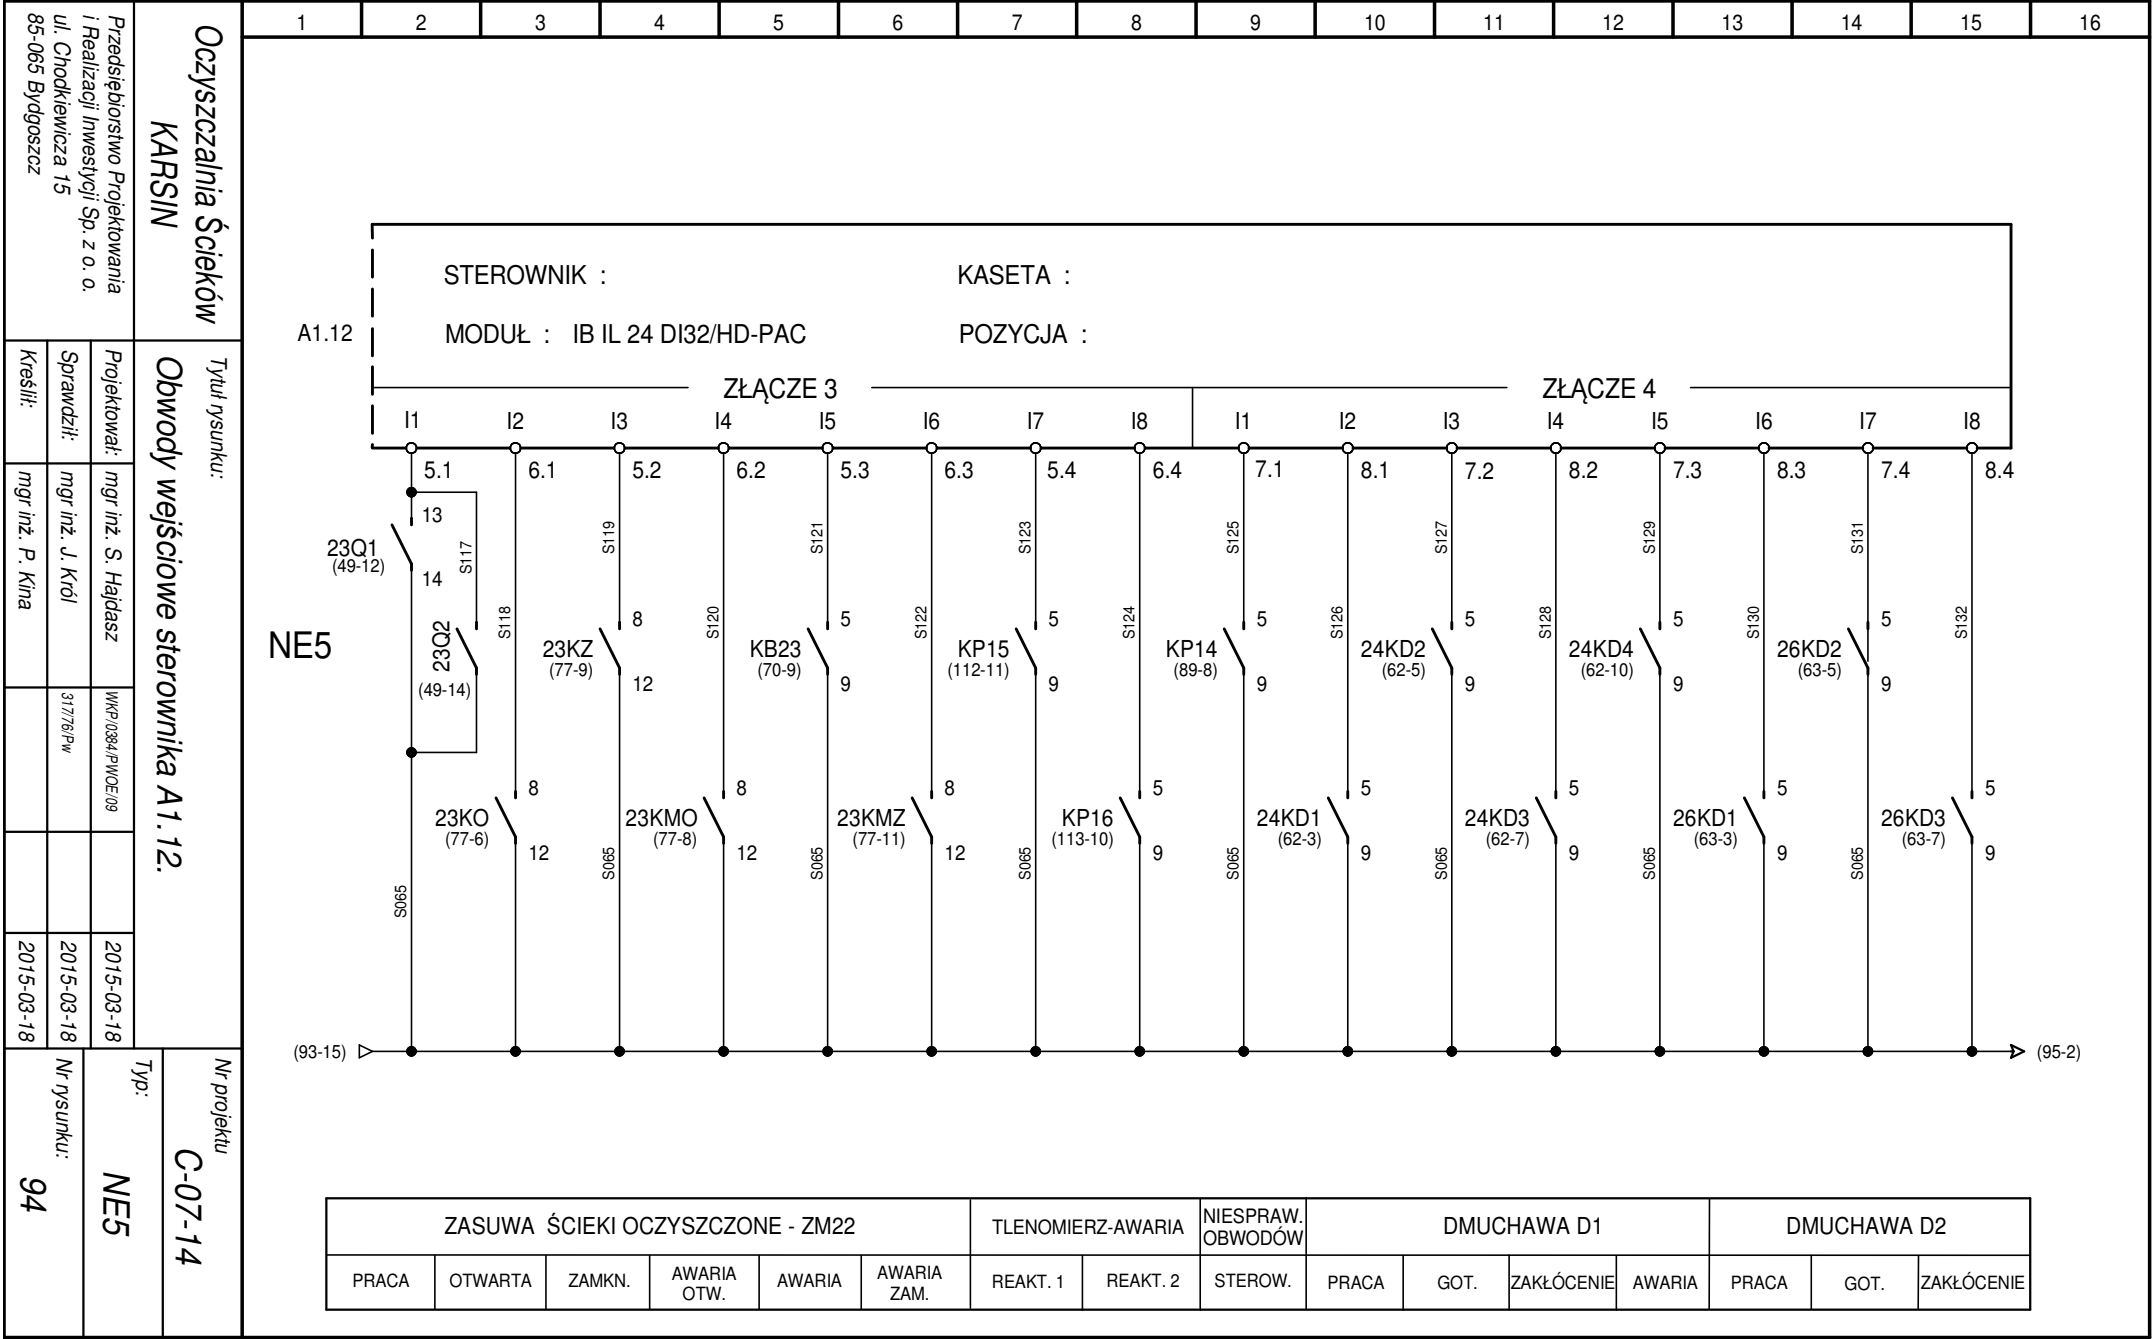 1 2 3 4 5 6 7 8 9 10 11 12 13 14 15 16
Oczyszczalnia Ścieków
KARSIN
Przedsiębiorstwo Projektowania
i Realizacji Inwestycji Sp. z o. o.
ul. Chodkiewicza 15
85-065 Bydgoszcz
Tytuł rysunku:
Obwody wejściowe sterownika A1.12.
Projektował: mgr inż. S. Hajdasz WKP/0384/PWOE/09 2015-03-18
Sprawdził: mgr inż. J. Król 317/76/Pw 2015-03-18
Kreślił: mgr inż. P. Kina 2015-03-18
Nr projektu
C-07-14
Typ:
NE5
Nr rysunku:
94
STEROWNIK : KASETA :
A1.12 MODUŁ : IB IL 24 DI32/HD-PAC POZYCJA :
ZŁĄCZE 3 ZŁĄCZE 4
I1 I2 I3 I4 I5 I6 I7 I8 I1 I2 I3 I4 I5 I6 I7 I8
5.1 6.1 5.2 6.2 5.3 6.3 5.4 6.4 7.1 8.1 7.2 8.2 7.3 8.3 7.4 8.4
13
S117 S119 S121 S123 S125 S127 S129 S131
23Q1
(49-12)
14
S118 S120 S122 S124 S126 S128 S130 S132
8 5 5 5 5 5 5
NE5 23Q2 23KZ KB23 KP15 KP14 24KD2 24KD4 26KD2
(49-14) (77-9) (70-9) (112-11) (89-8) (62-5) (62-10) (63-5)
12 9 9 9 9 9 9
8 8 8 5 5 5 5 5
23KO 23KMO 23KMZ KP16 24KD1 24KD3 26KD1 26KD3
(77-6) (77-8) (77-11) (113-10) (62-3) (62-7) (63-3) (63-7)
12 12 12 9 9 9 9 9
S065 S065 S065 S065 S065 S065 S065 S065
(93-15) (95-2)
ZASUWA ŚCIEKI OCZYSZCZONE - ZM22 TLENOMIERZ-AWARIA NIESPRAW. OBWODÓW DMUCHAWA D1 DMUCHAWA D2
PRACA OTWARTA ZAMKN. AWARIA OTW. AWARIA AWARIA ZAM. REAKT. 1 REAKT. 2 STEROW. PRACA GOT. ZAKŁÓCENIE AWARIA PRACA GOT. ZAKŁÓCENIE